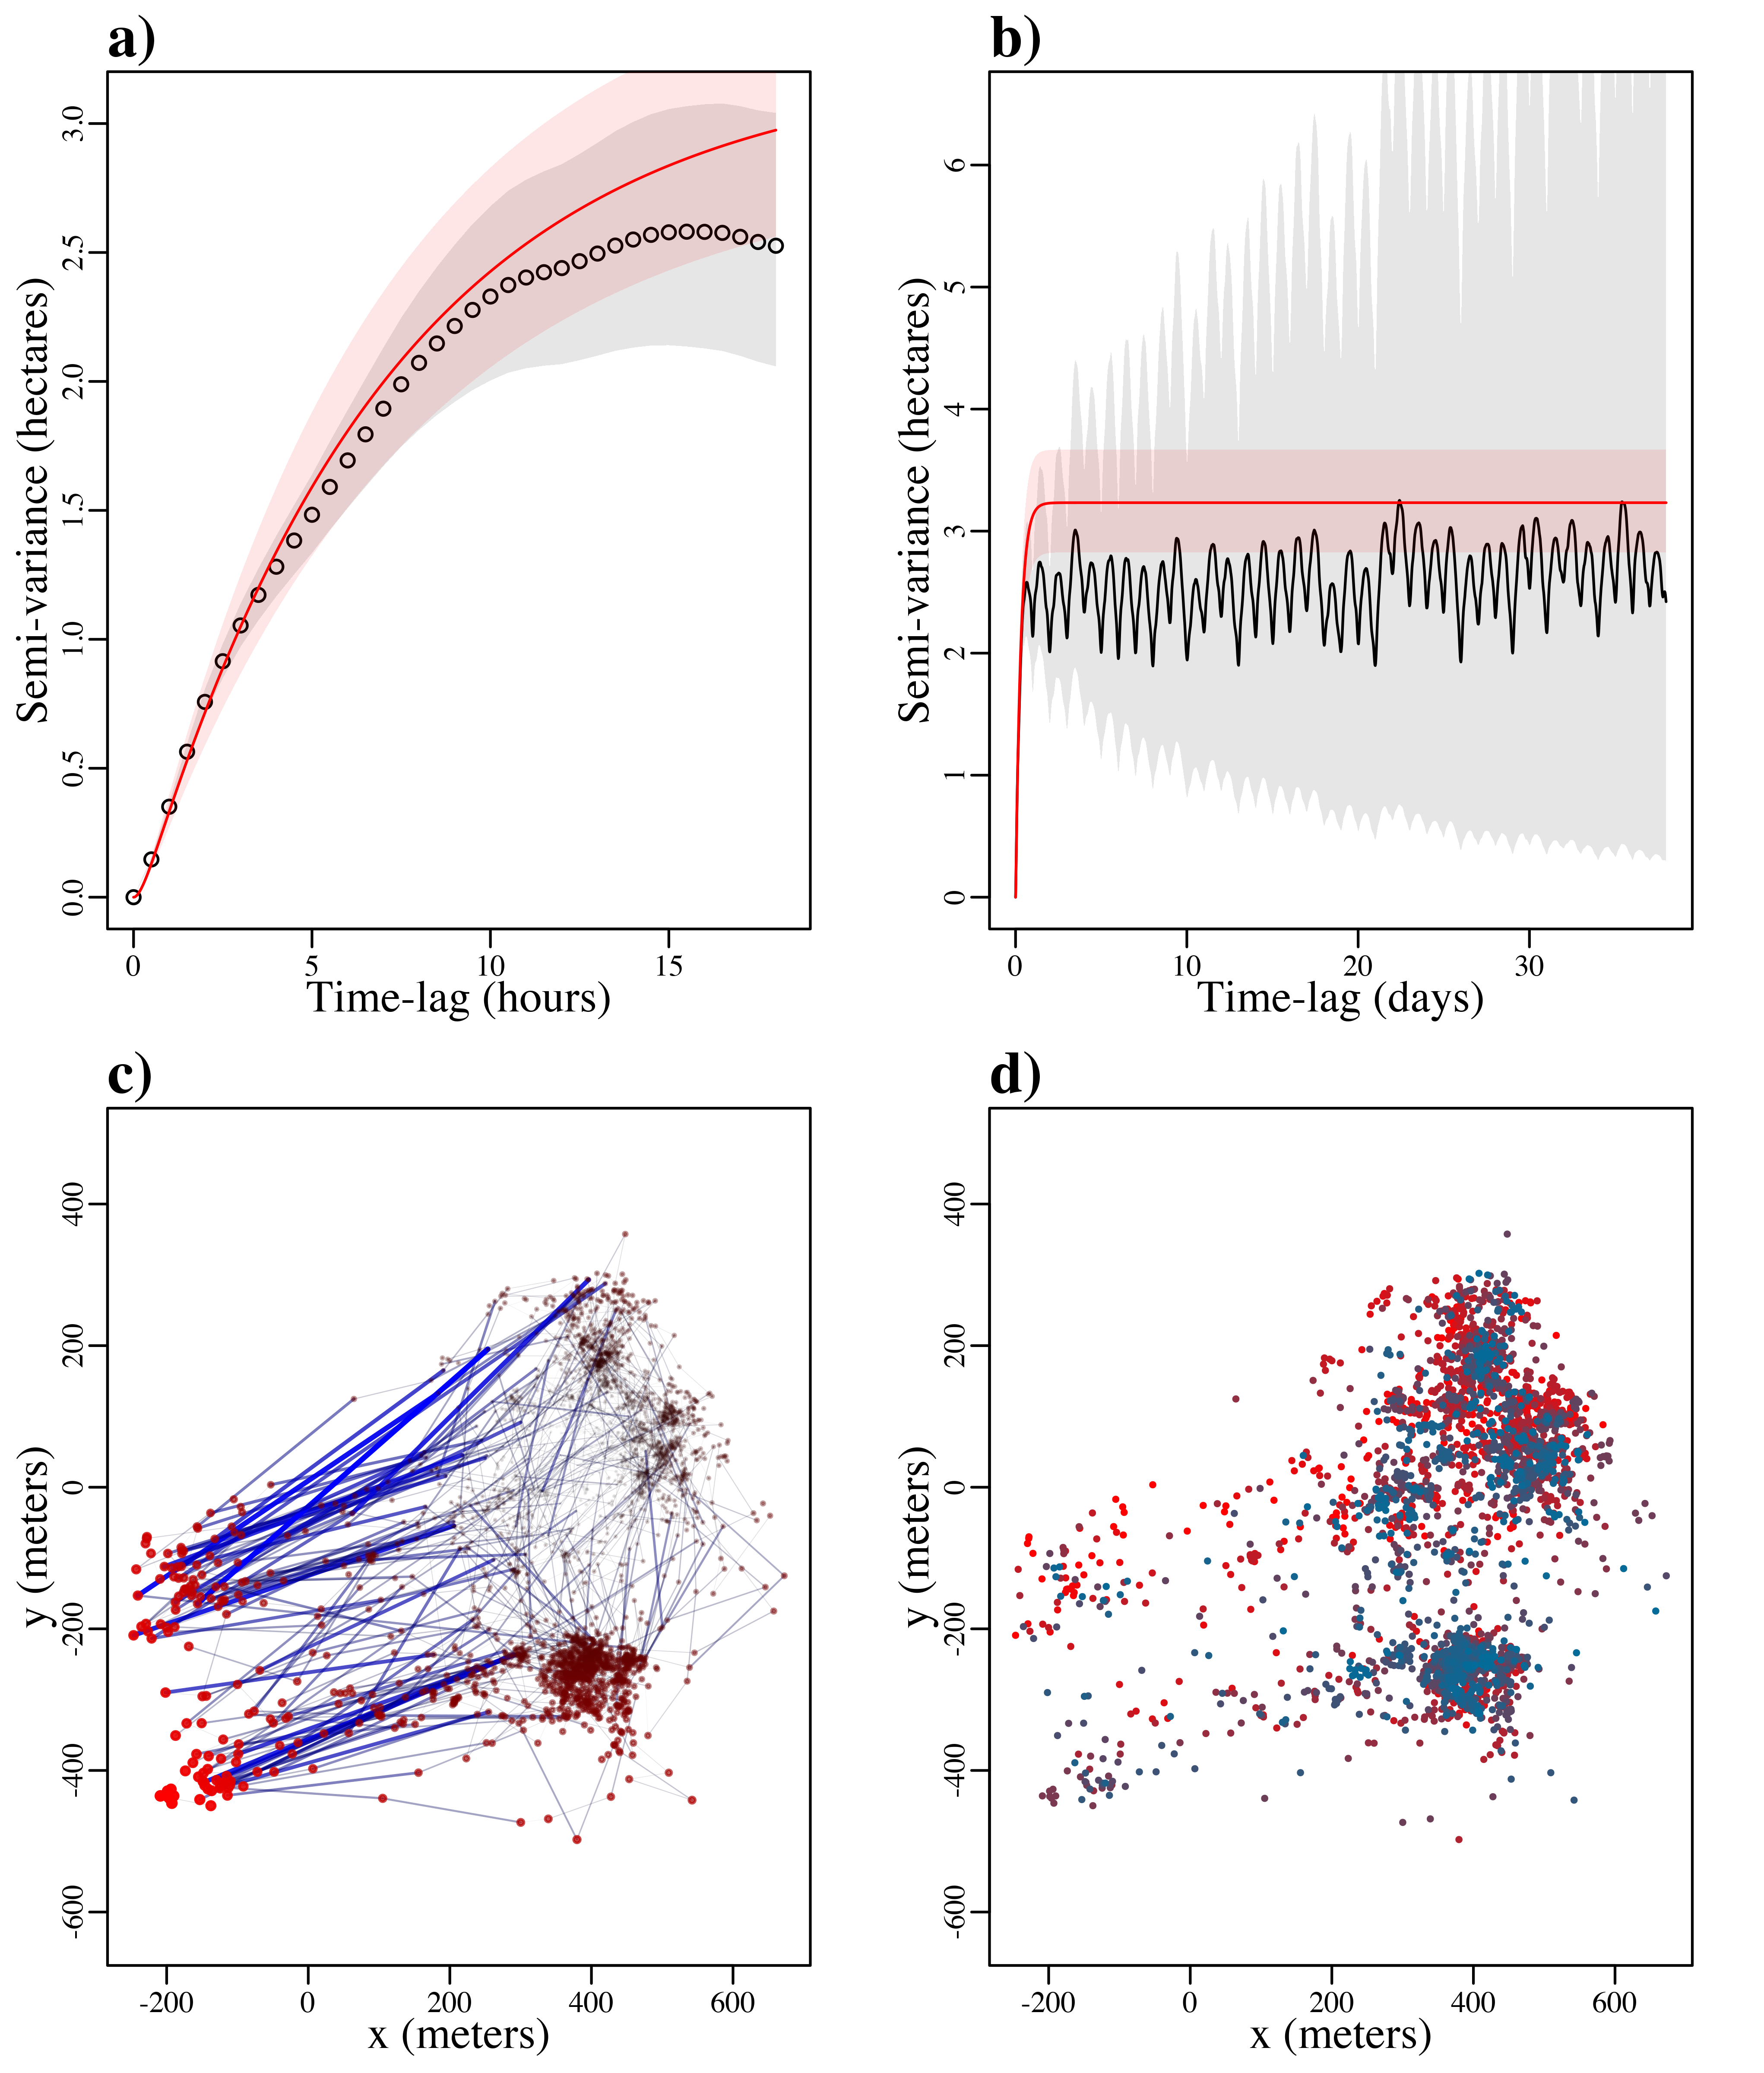 a)
Semi-variance (hectares)
3.0
2.5
2.0
1.5
1.0
0.5
0.0
0 5 10 15
Time-lag (hours)
b)
Semi-variance (hectares)
6
5
4
3
2
1
0
0 10 20 30
Time-lag (days)
c)
y (meters)
400
200
0
-200
-400
-600
-200 0 200 400 600
x (meters)
d)
y (meters)
400
200
0
-200
-400
-600
-200 0 200 400 600
x (meters)